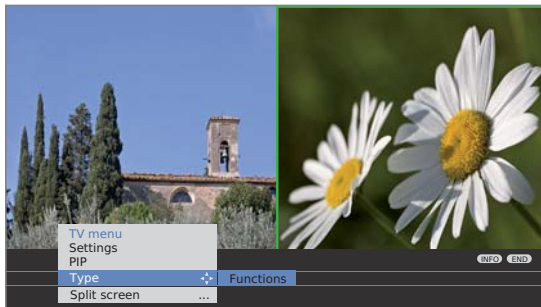 INFO END
TV menu
Settings
PIP
Type Functions
Split screen ...